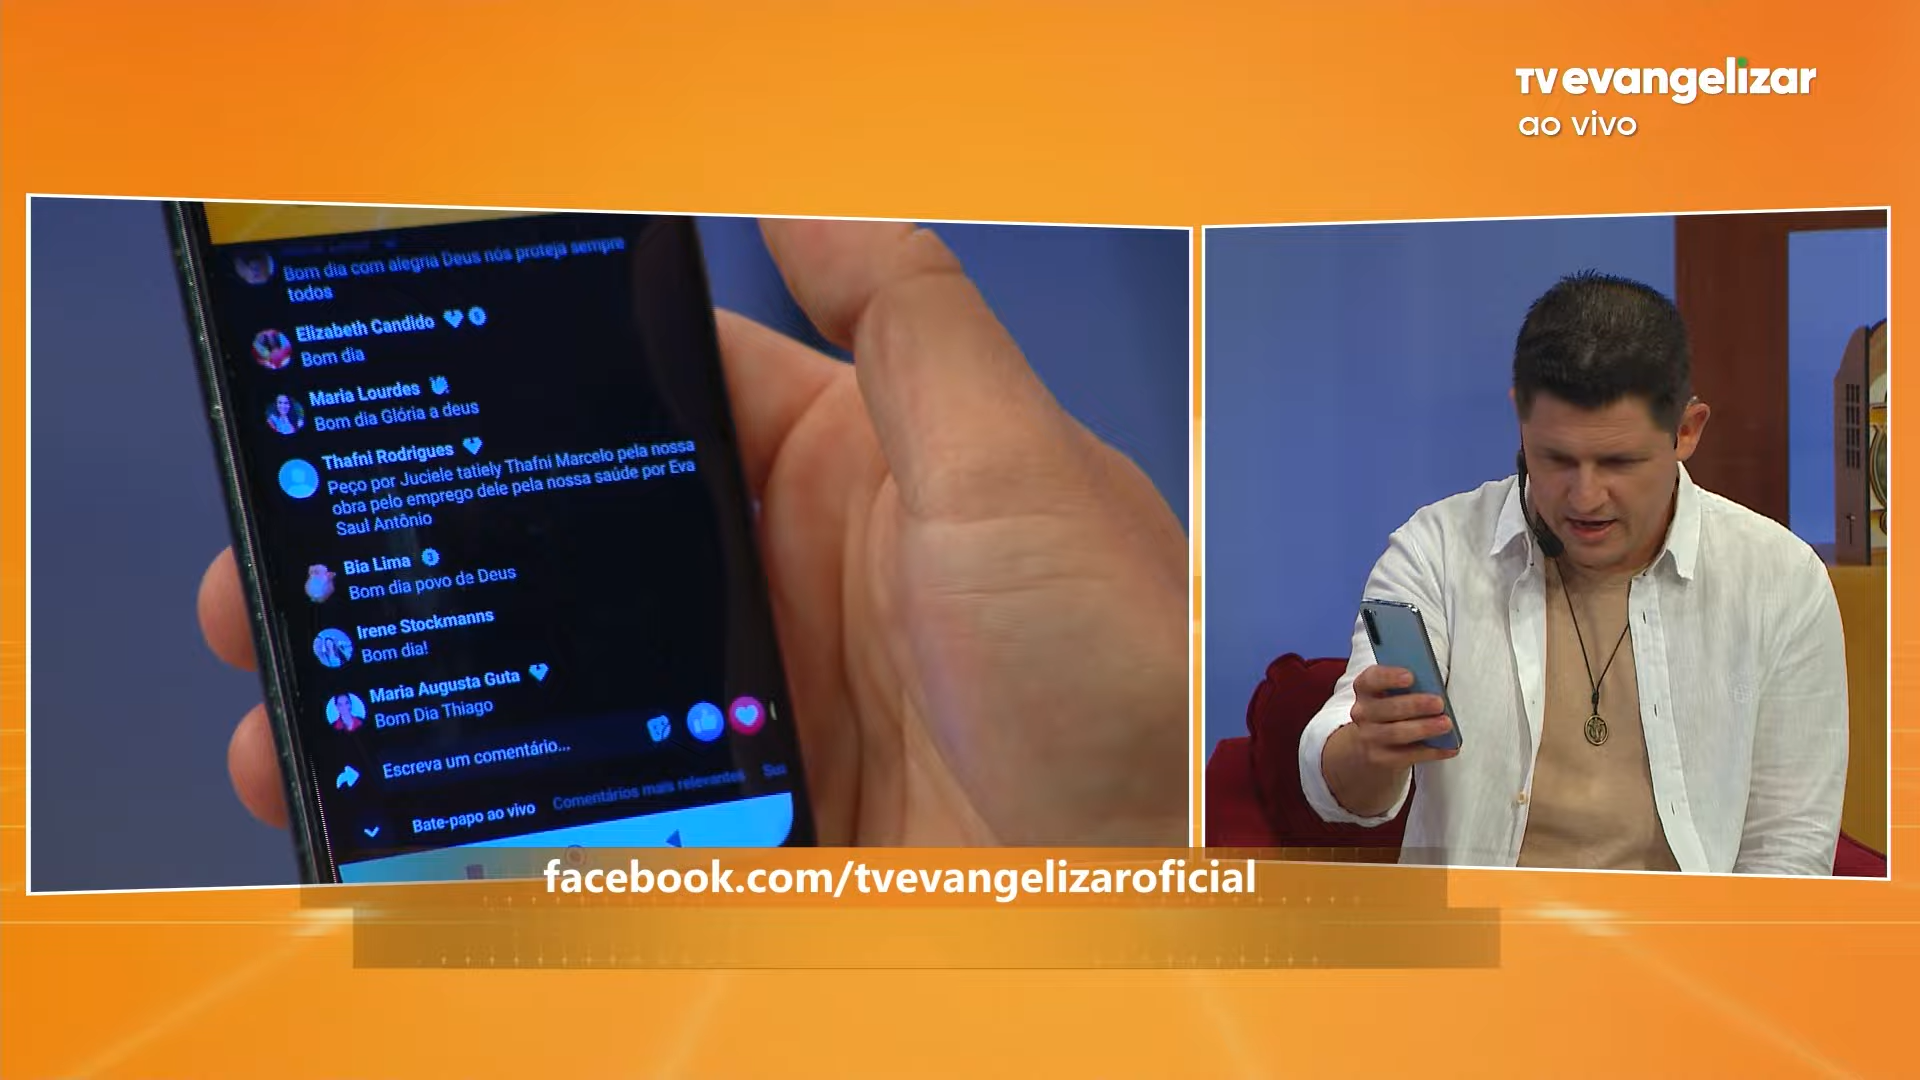 TVevangelizar
ao vivo
Bom dia com alegria Deus nós proteja sempre
todos
Elizabeth Candido
Bom dia
Maria Lourdes
Bom dia Glória a deus
Thafni Rodrigues
Peço por Juciele tatiely Thafni Marcelo pela nossa
obra pelo emprego dele pela nossa saúde por Eva
Saul Antônio
Bia Lima
Bom dia povo de Deus
Irene Stockmanns
Bom dia!
Maria Augusta Guta
Bom Dia Thiago
Escreva um comentário...
Bate-papo ao vivo Comentários mais relevantes
facebook.com/tvevangelizaroficial